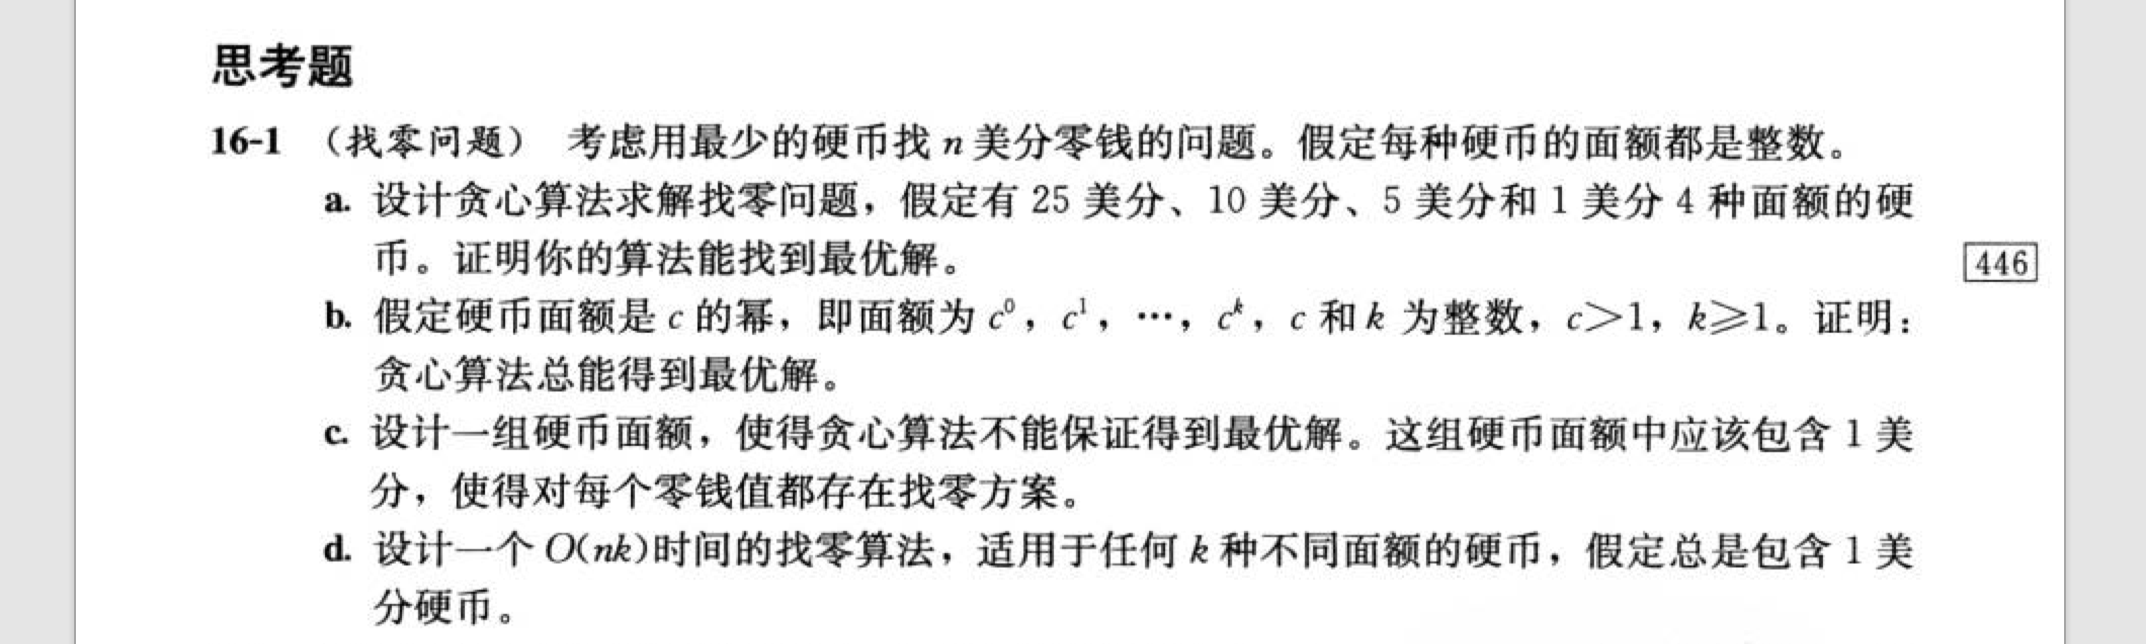 思考题
16-1 （找零问题） 考虑用最少的硬币找 n 美分零钱的问题。假定每种硬币的面额都是整数。
a. 设计贪心算法求解找零问题，假定有 25 美分、10 美分、5 美分和 1 美分 4 种面额的硬
币。证明你的算法能找到最优解。
446
b. 假定硬币面额是 c 的幂，即面额为 c⁰，c¹，…，cᵏ，c 和 k 为整数，c>1，k≥1。证明：
贪心算法总能得到最优解。
c. 设计一组硬币面额，使得贪心算法不能保证得到最优解。这组硬币面额中应该包含 1 美
分，使得对每个零钱值都存在找零方案。
d. 设计一个 O(nk)时间的找零算法，适用于任何 k 种不同面额的硬币，假定总是包含 1 美
分硬币。